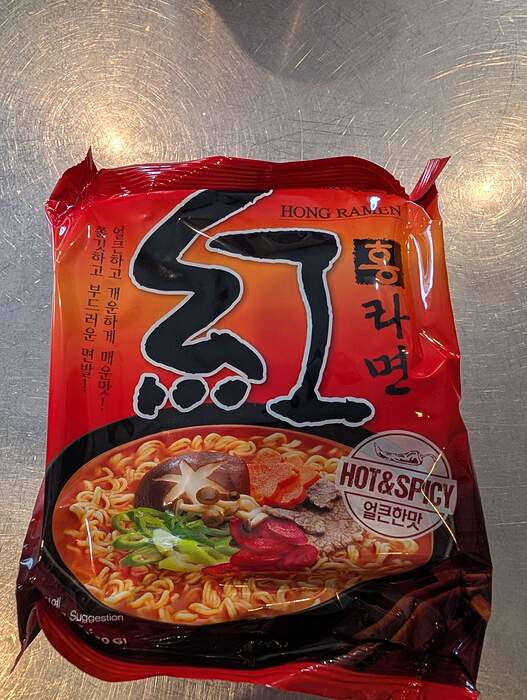 紅
HONG RAMEN
홍라면
얼큰하고 개운하게 매운맛!
쫄깃하고 부드러운 면발!
HOT&SPICY
얼큰한맛
Suggestion